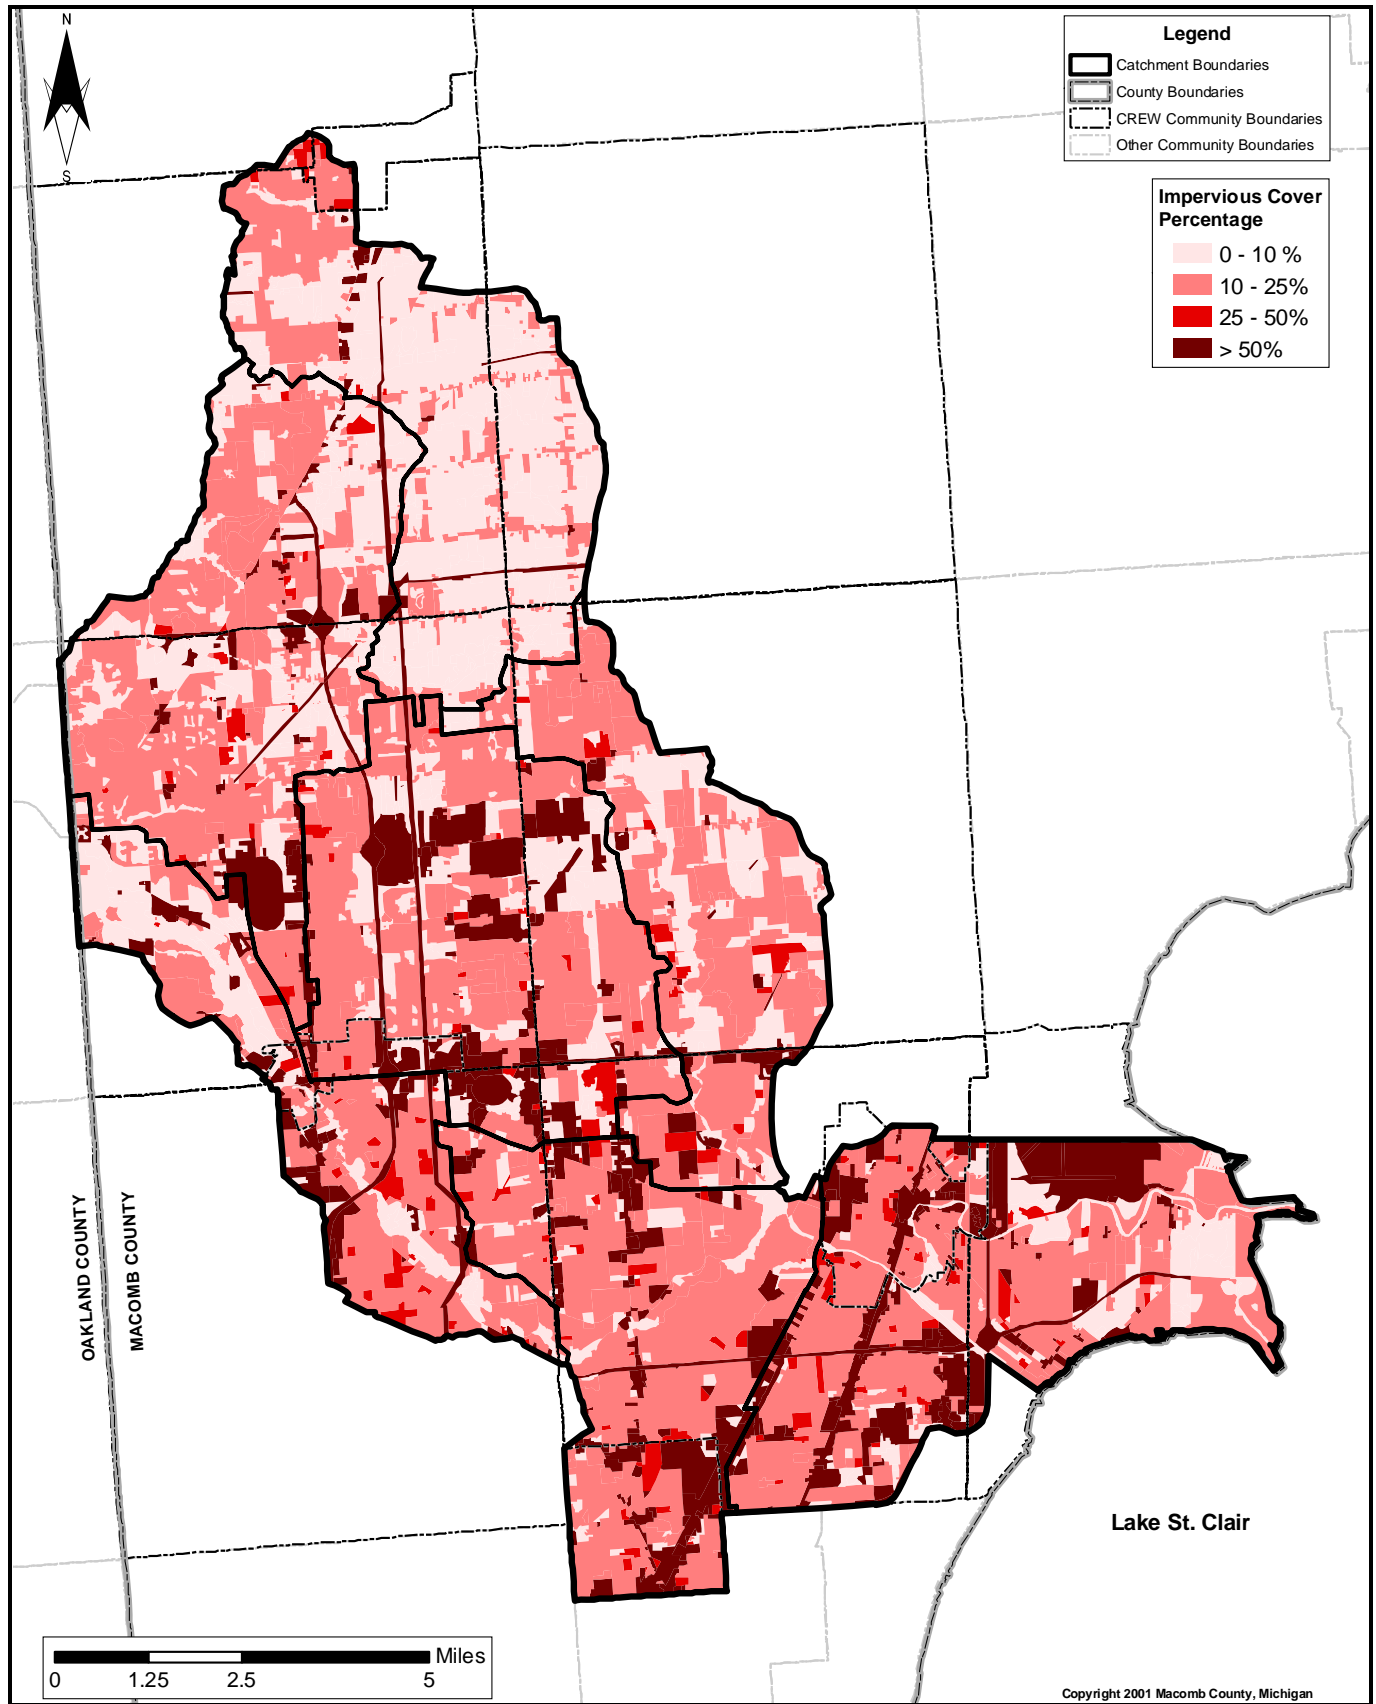 N
S
Legend
Catchment Boundaries
County Boundaries
CREW Community Boundaries
Other Community Boundaries
Impervious Cover
Percentage
0 - 10 %
10 - 25%
25 - 50%
> 50%
OAKLAND COUNTY
MACOMB COUNTY
Lake St. Clair
Miles
0 1.25 2.5 5
Copyright 2001 Macomb County, Michigan